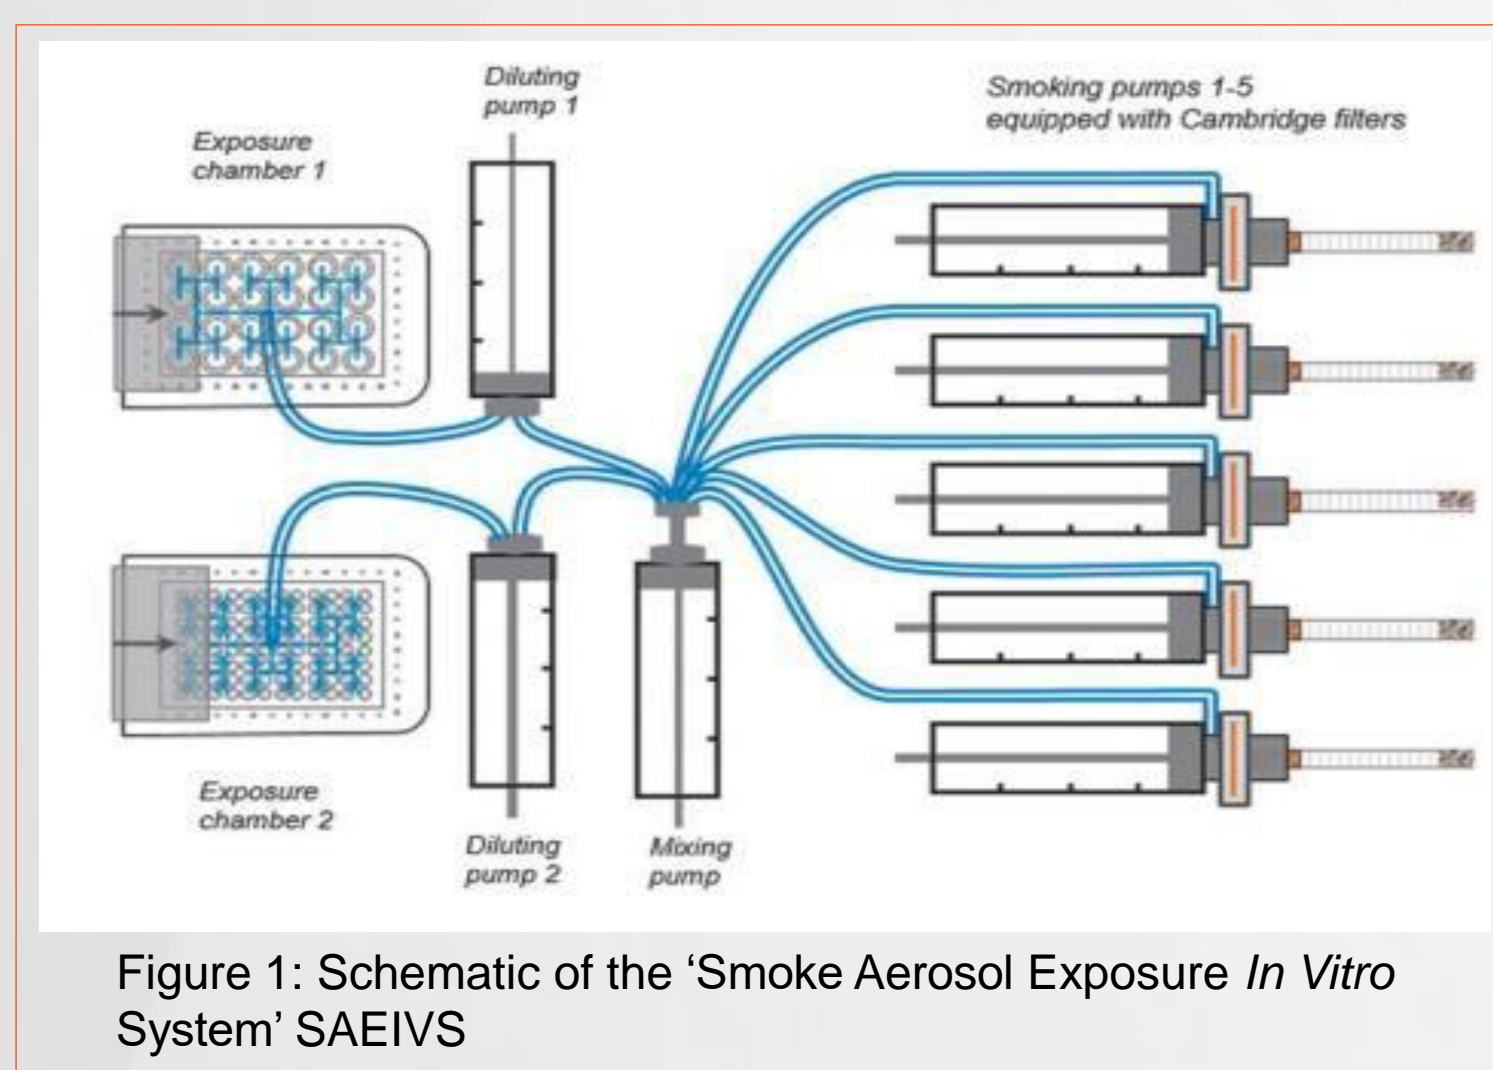 Diluting
pump 1
Smoking pumps 1-5
equipped with Cambridge filters
Exposure
chamber 1
Exposure
chamber 2
Diluting
pump 2
Mixing
pump
Figure 1: Schematic of the ‘Smoke Aerosol Exposure In Vitro
System’ SAEIVS